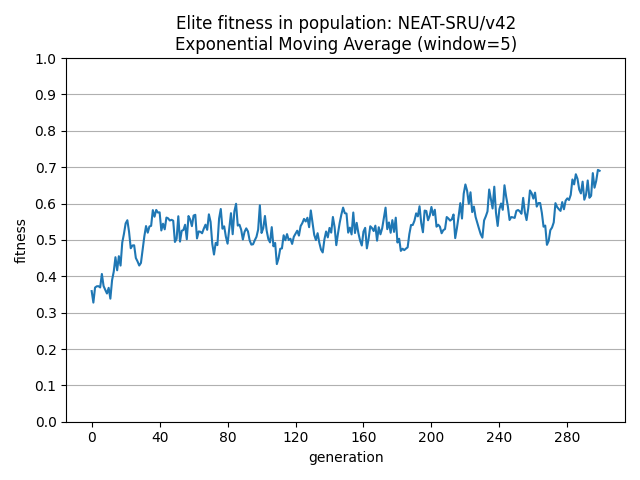 Elite fitness in population: NEAT-SRU/v42
Exponential Moving Average (window=5)
1.0
0.9
0.8
0.7
0.6
0.5
0.4
0.3
0.2
0.1
0.0
fitness
0 40 80 120 160 200 240 280
generation